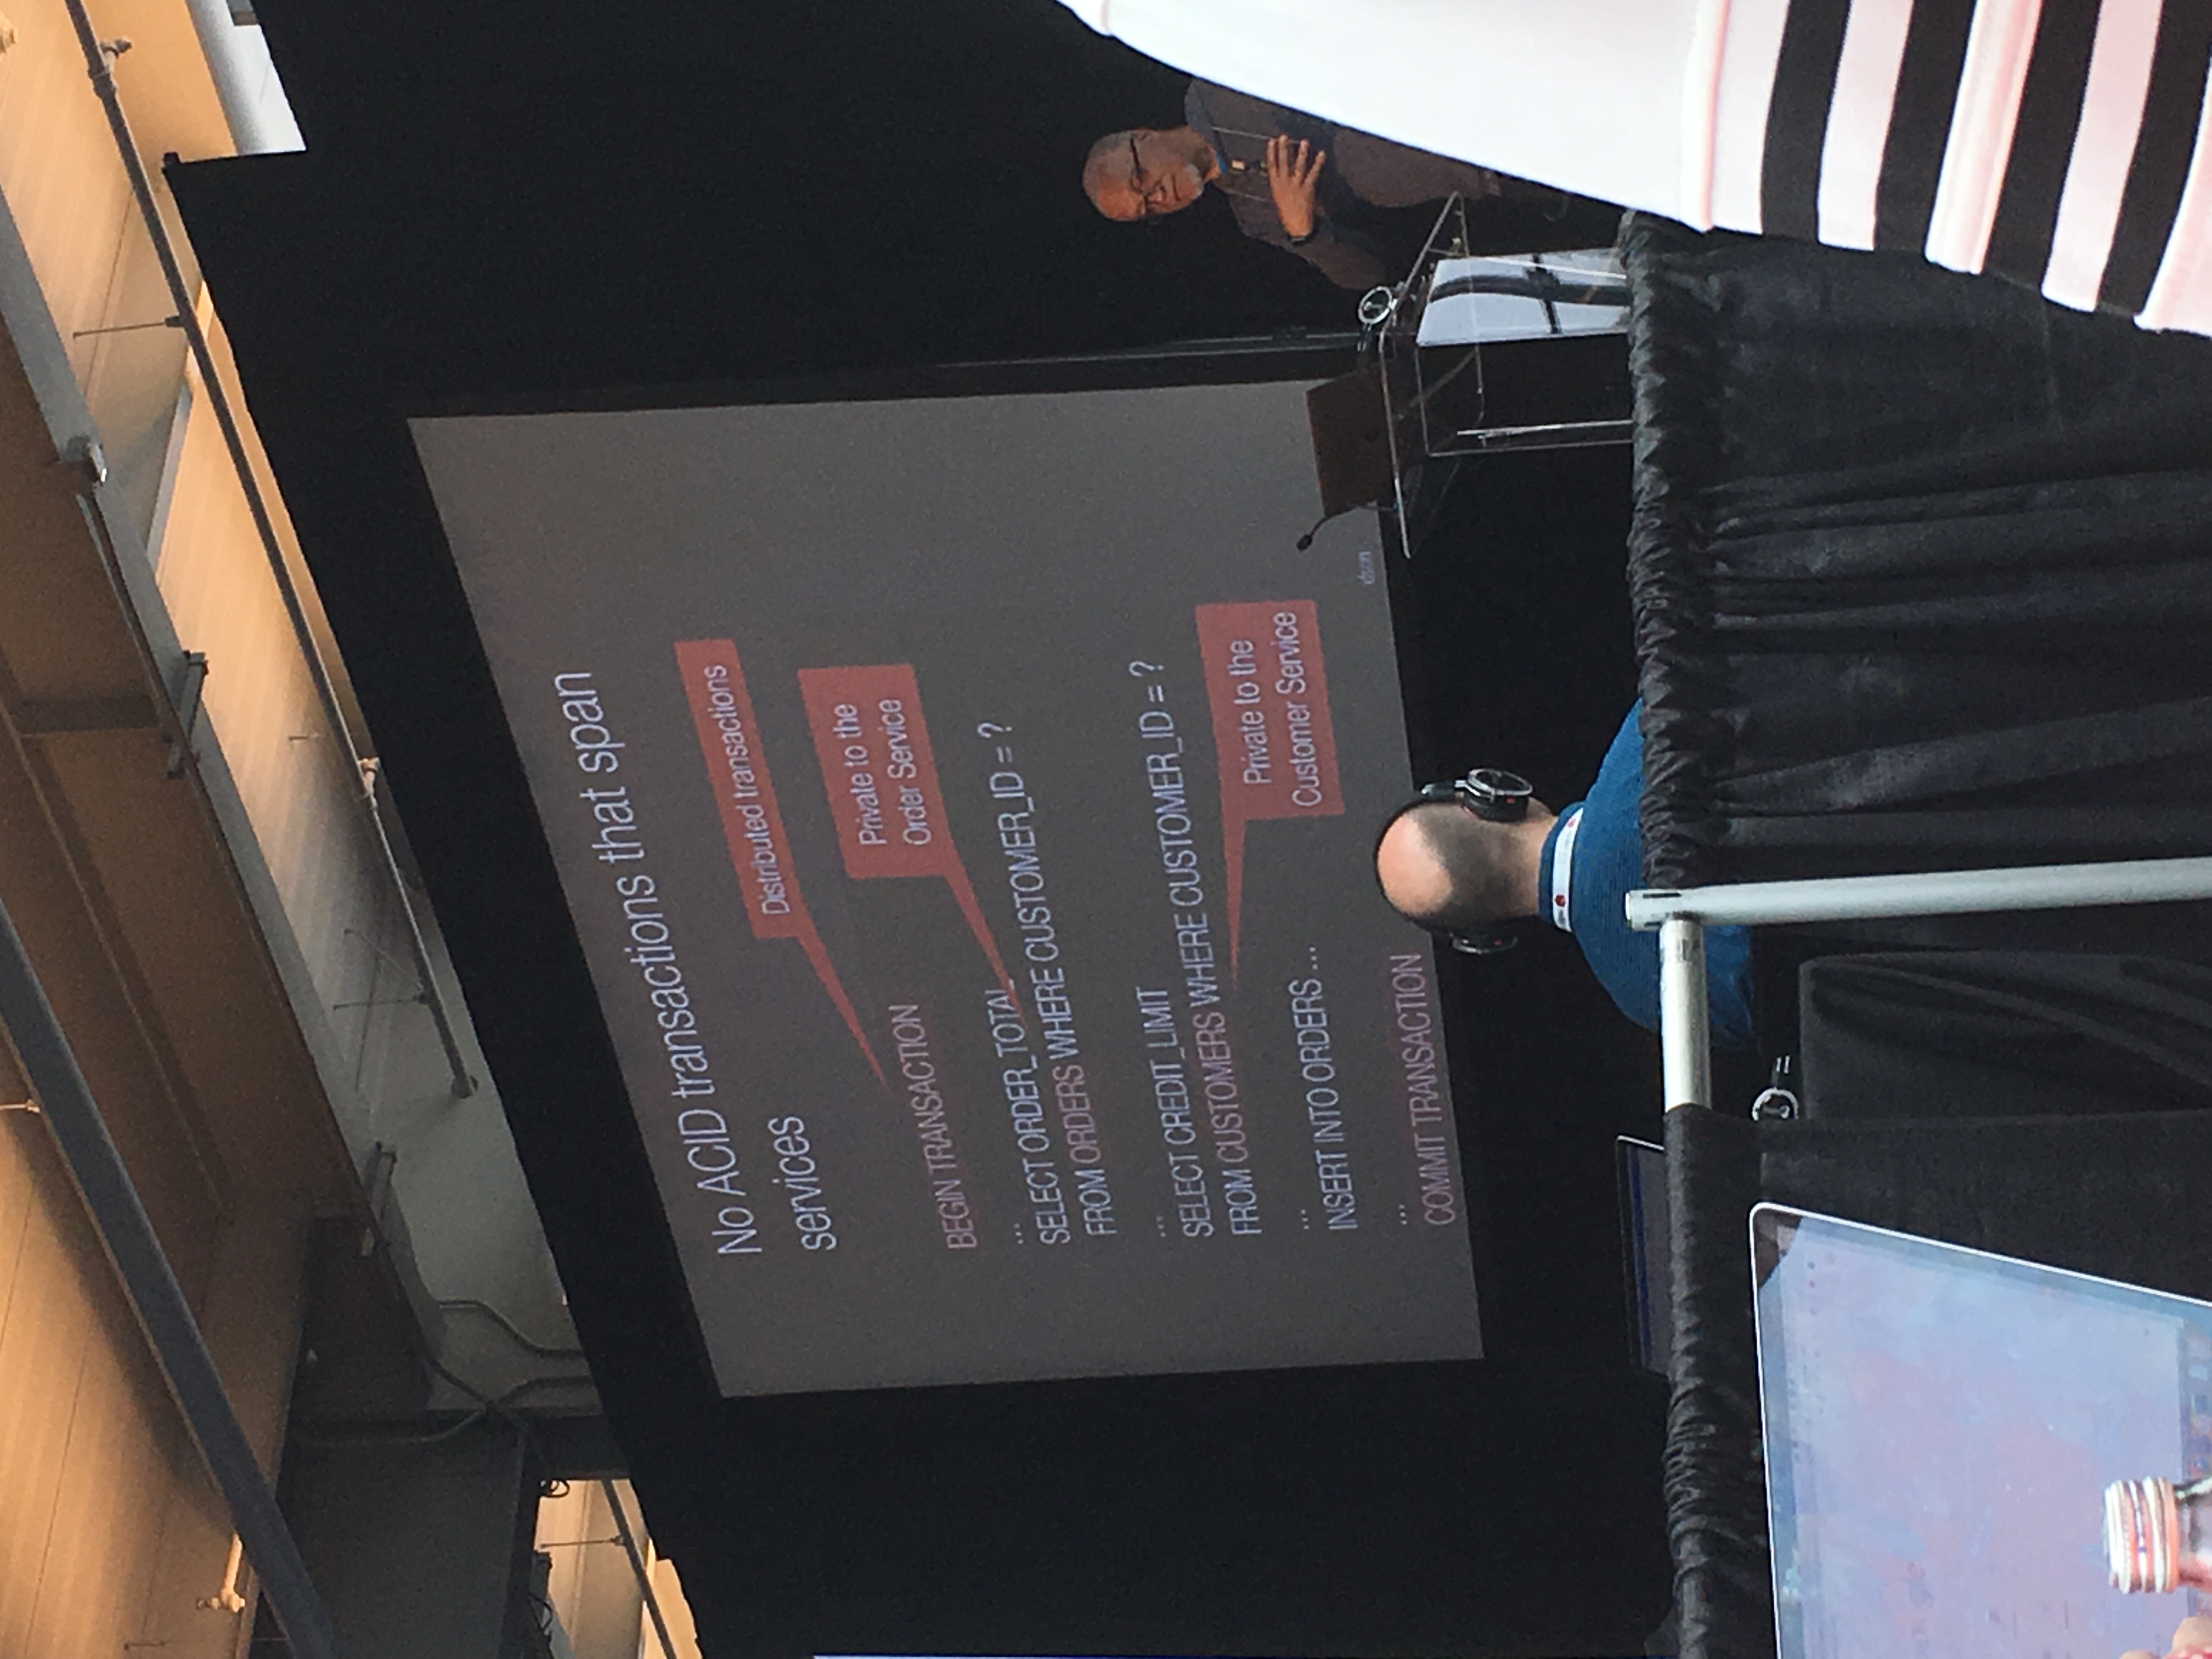 No ACID transactions that span
services
Distributed transactions
Private to the
Order Service
BEGIN TRANSACTION
...
SELECT ORDER_TOTAL
FROM ORDERS WHERE CUSTOMER_ID = ?
...
SELECT CREDIT_LIMIT
FROM CUSTOMERS WHERE CUSTOMER_ID = ?
Private to the
Customer Service
...
INSERT INTO ORDERS ...
...
COMMIT TRANSACTION